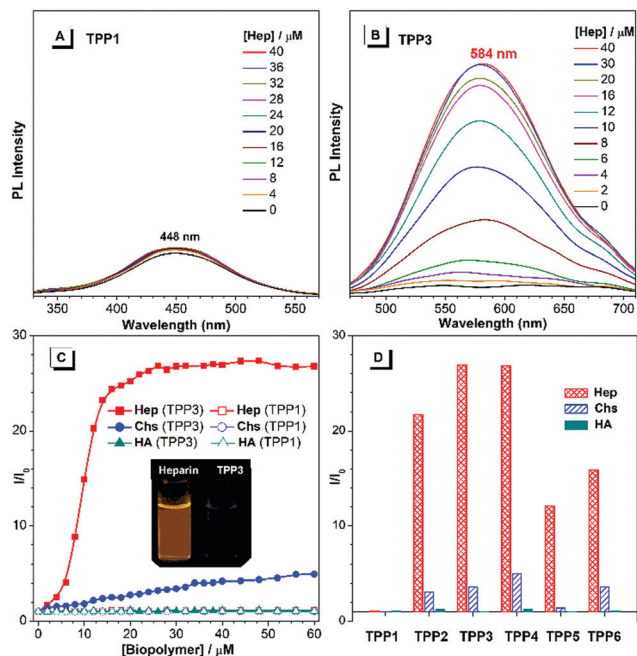 A TPP1
[Hep] / μM
40
36
32
28
24
20
16
12
8
4
0
448 nm
PL Intensity
350 400 450 500 550
Wavelength (nm)
B TPP3
584 nm
[Hep] / μM
40
30
20
16
12
10
8
6
4
2
0
PL Intensity
500 550 600 650 700
Wavelength (nm)
C
30
20
10
0
I/I0
Hep (TPP3) Hep (TPP1)
Chs (TPP3) Chs (TPP1)
HA (TPP3) HA (TPP1)
Heparin TPP3
0 10 20 30 40 50 60
[Biopolymer] / μM
D
30
20
10
0
I/I0
Hep
Chs
HA
TPP1 TPP2 TPP3 TPP4 TPP5 TPP6